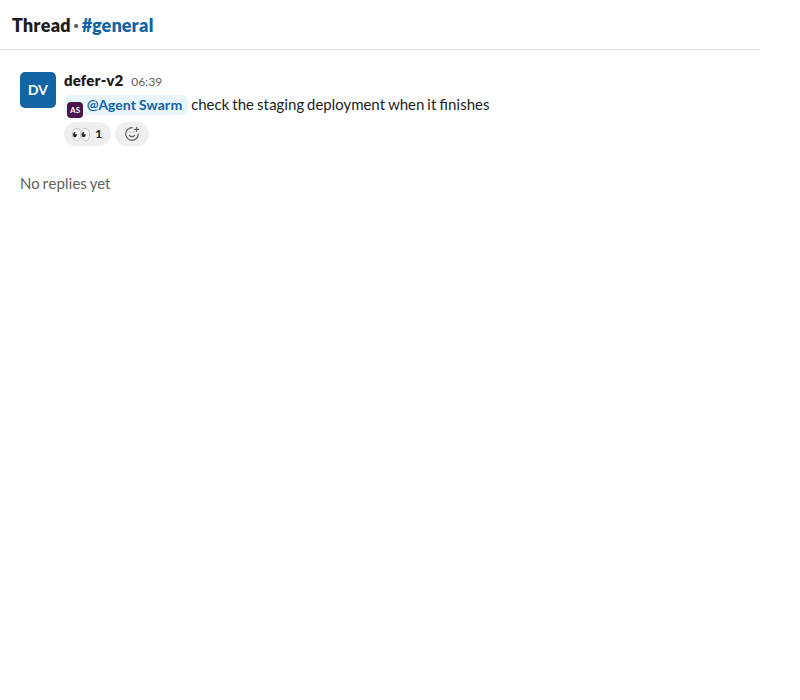 Thread • #general
DV
defer-v2 06:39
AS @Agent Swarm check the staging deployment when it finishes
👀 1
No replies yet